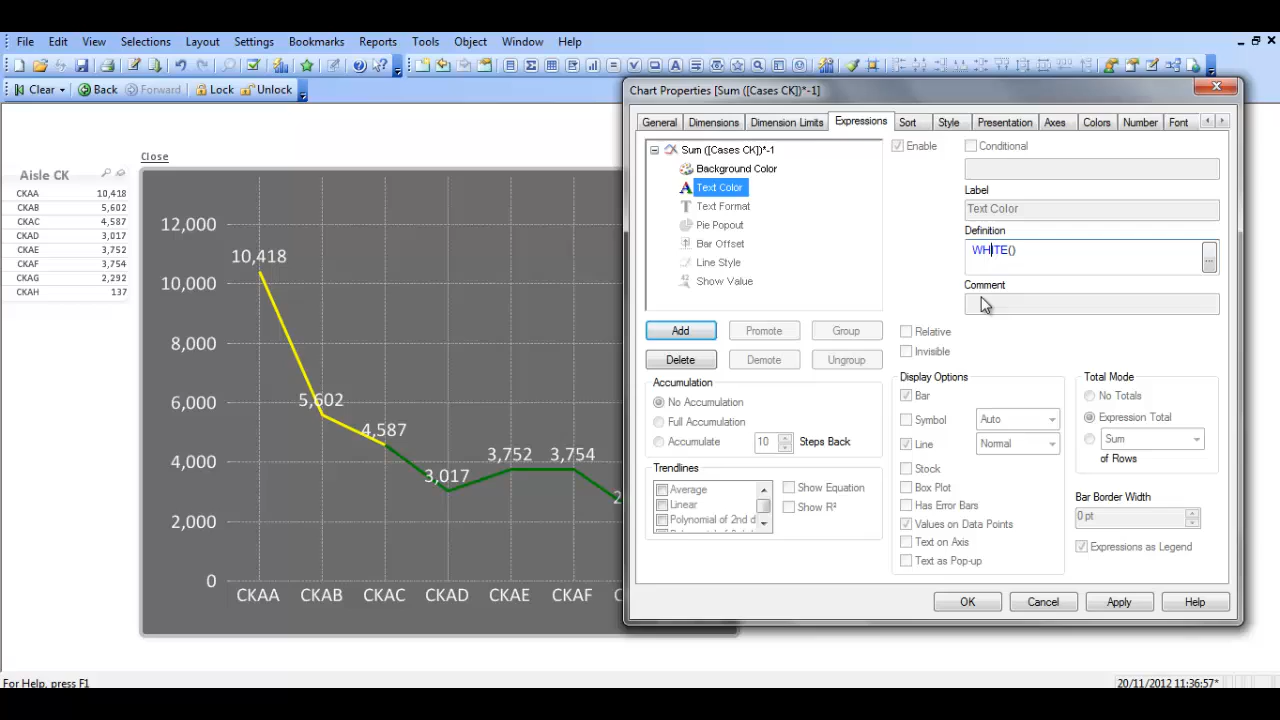 File Edit View Selections Layout Settings Bookmarks Reports Tools Object Window Help
Clear Back Forward Lock Unlock
Close
Aisle CK
CKAA 10,418
CKAB 5,602
CKAC 4,587
CKAD 3,017
CKAE 3,752
CKAF 3,754
CKAG 2,292
CKAH 137
12,000
10,000
8,000
6,000
4,000
2,000
0
10,418
5,602
4,587
3,017
3,752
3,754
2
CKAA CKAB CKAC CKAD CKAE CKAF
Chart Properties [Sum ([Cases CK])*-1]
General Dimensions Dimension Limits Expressions Sort Style Presentation Axes Colors Number Font
Sum ([Cases CK])*-1
Background Color
Text Color
Text Format
Pie Popout
Bar Offset
Line Style
Show Value
Enable
Conditional
Label
Text Color
Definition
WHITE()
...
Comment
Add Promote Group
Delete Demote Ungroup
Relative
Invisible
Accumulation
No Accumulation
Full Accumulation
Accumulate 10 Steps Back
Trendlines
Average
Linear
Polynomial of 2nd d
Show Equation
Show R²
Display Options
Bar
Symbol Auto
Line Normal
Stock
Box Plot
Has Error Bars
Values on Data Points
Text on Axis
Text as Pop-up
Total Mode
No Totals
Expression Total
Sum
of Rows
Bar Border Width
0 pt
Expressions as Legend
OK Cancel Apply Help
For Help, press F1
20/11/2012 11:36:57*